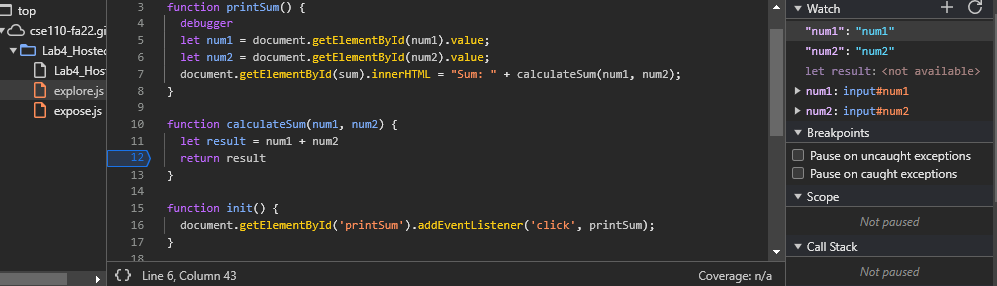 top
cse110-fa22.gi
Lab4_Hosted
Lab4_Hos
explore.js
expose.js
3 function printSum() {
4 debugger
5 let num1 = document.getElementById(num1).value;
6 let num2 = document.getElementById(num2).value;
7 document.getElementById(sum).innerHTML = "Sum: " + calculateSum(num1, num2);
8 }
9
10 function calculateSum(num1, num2) {
11 let result = num1 + num2
12 return result
13 }
14
15 function init() {
16 document.getElementById('printSum').addEventListener('click', printSum);
17 }
18
{} Line 6, Column 43 Coverage: n/a
Watch
"num1": "num1"
"num2": "num2"
let result: <not available>
num1: input#num1
num2: input#num2
Breakpoints
Pause on uncaught exceptions
Pause on caught exceptions
Scope
Not paused
Call Stack
Not paused